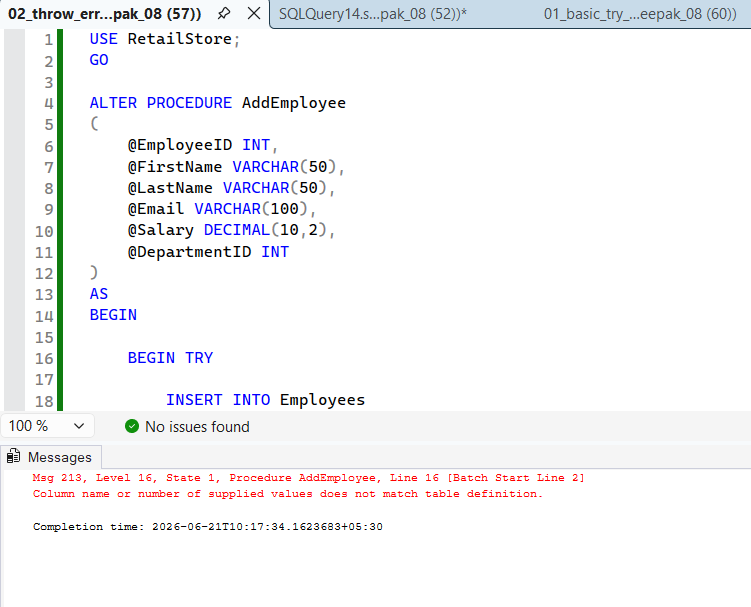 02_throw_err...pak_08 (57)) SQLQuery14.s...pak_08 (52))* 01_basic_try_...eepak_08 (60))
1 USE RetailStore;
2 GO
3
4 ALTER PROCEDURE AddEmployee
5 (
6 @EmployeeID INT,
7 @FirstName VARCHAR(50),
8 @LastName VARCHAR(50),
9 @Email VARCHAR(100),
10 @Salary DECIMAL(10,2),
11 @DepartmentID INT
12 )
13 AS
14 BEGIN
15
16 BEGIN TRY
17
18 INSERT INTO Employees
100 % No issues found
Messages
Msg 213, Level 16, State 1, Procedure AddEmployee, Line 16 [Batch Start Line 2]
Column name or number of supplied values does not match table definition.
Completion time: 2026-06-21T10:17:34.1623683+05:30